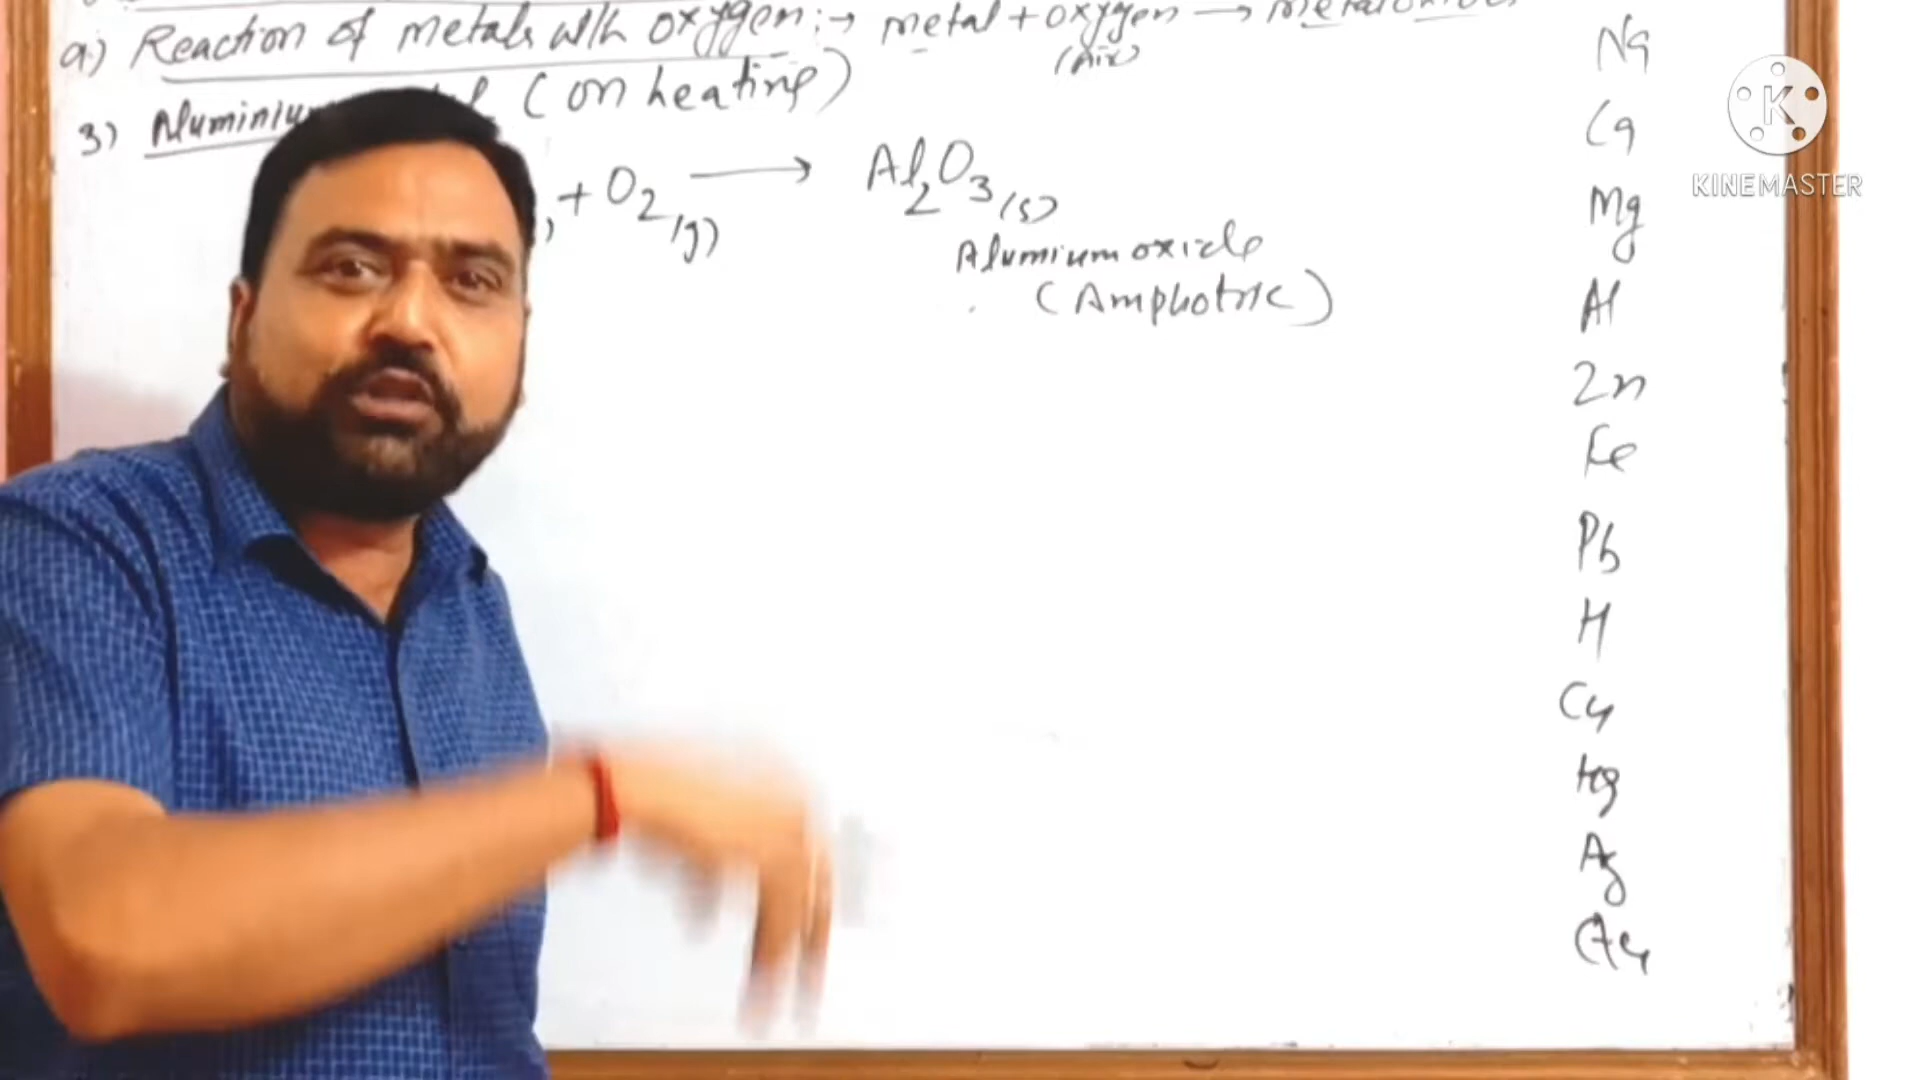 a.) Reaction of metals with oxygen :→ metal + oxygen →
(Air)
3) Aluminium (on heating)
+ O2(g) → Al2O3(s)
Aluminium oxide
(Amphotric)
Na
Ca
Mg
Al
Zn
Fe
Pb
H
Cu
Hg
Ag
Au
K
KINEMASTER